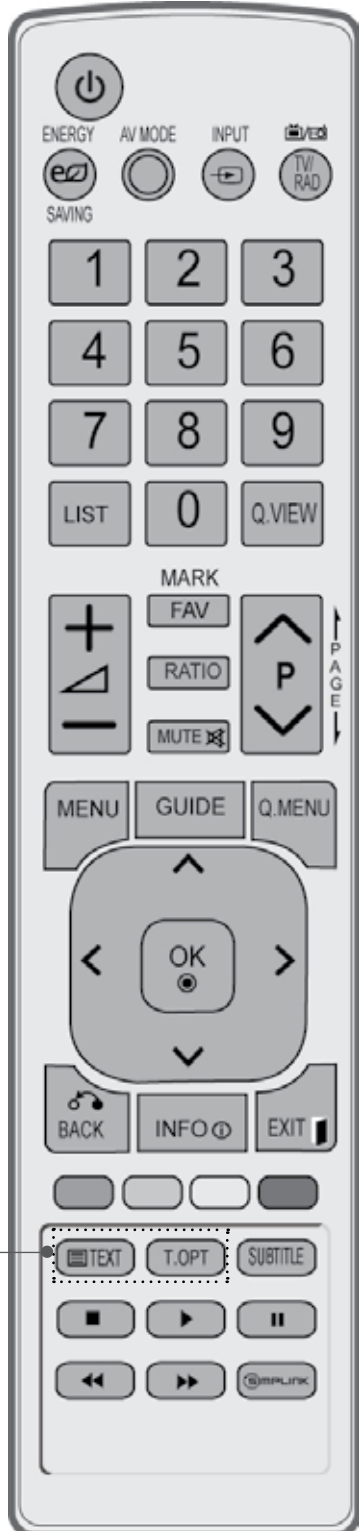 ENERGY AV MODE INPUT
TV/
RAD
SAVING
1 2 3
4 5 6
7 8 9
LIST 0 Q.VIEW
MARK
FAV
RATIO
P
PAGE
MUTE
MENU GUIDE Q.MENU
OK
BACK INFO EXIT
TEXT T.OPT SUBTITLE
SIMPLINK